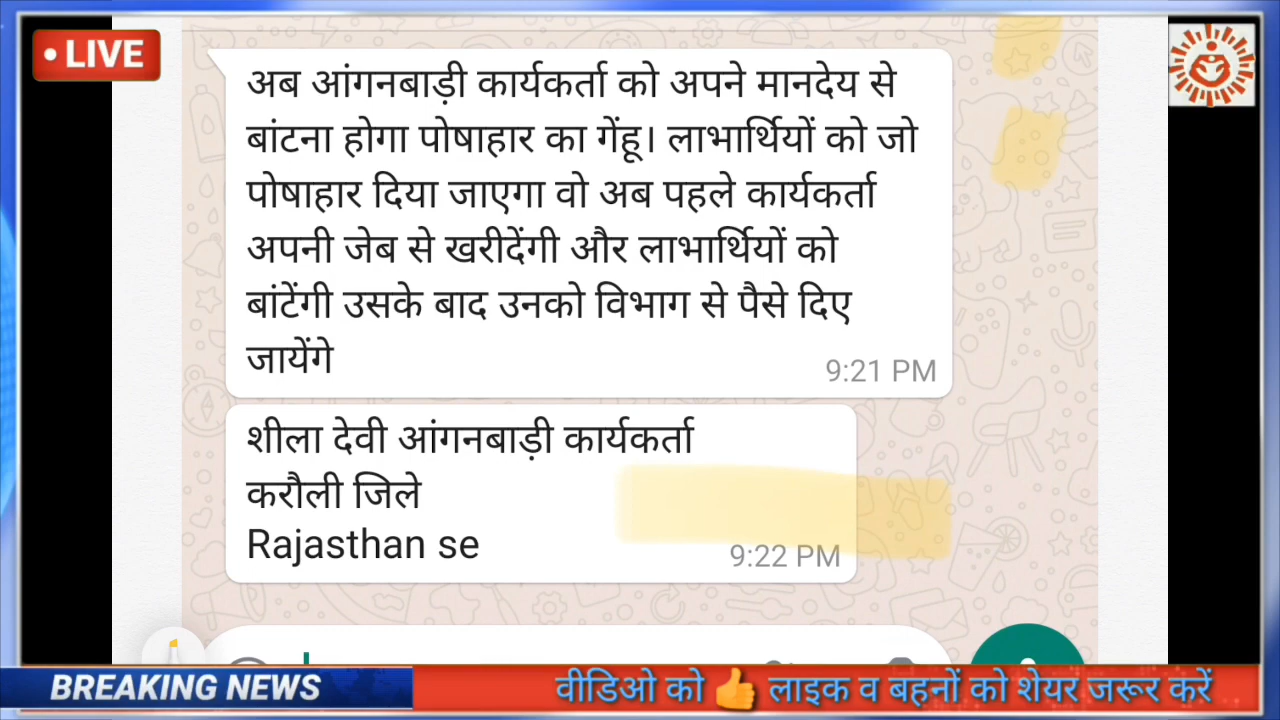 • LIVE
अब आंगनबाड़ी कार्यकर्ता को अपने मानदेय से
बांटना होगा पोषाहार का गेंहू। लाभार्थियों को जो
पोषाहार दिया जाएगा वो अब पहले कार्यकर्ता
अपनी जेब से खरीदेंगी और लाभार्थियों को
बांटेंगी उसके बाद उनको विभाग से पैसे दिए
जायेंगे
9:21 PM
शीला देवी आंगनबाड़ी कार्यकर्ता
करौली जिले
Rajasthan se
9:22 PM
BREAKING NEWS
वीडिओ को 👍 लाइक व बहनों को शेयर जरूर करें